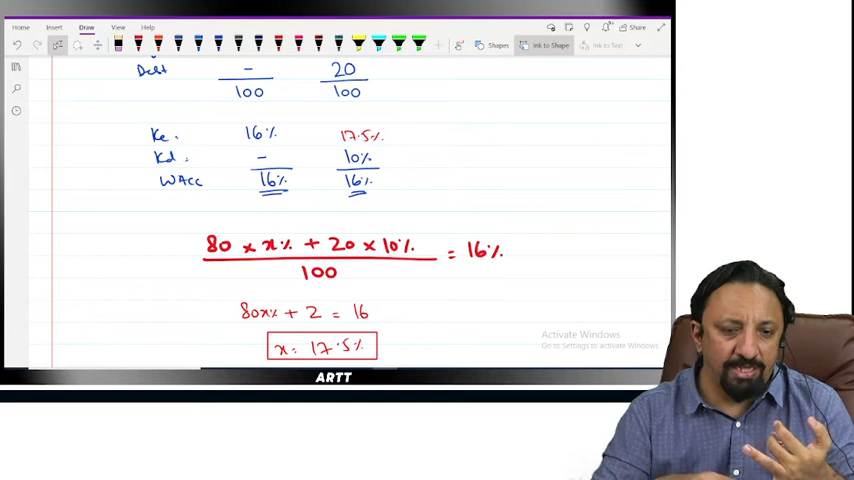 Home Insert Draw View Help Share
Shapes Ink to Shape Ink to Text
Debt - 20
100 100
Ke. 16% 17.5%
Kd. - 10%
WACC 16% 16%
80 × x% + 20 × 10% = 16%
100
80x% + 2 = 16
x = 17.5%
Activate Windows
Go to Settings to activate Windows.
ARTT